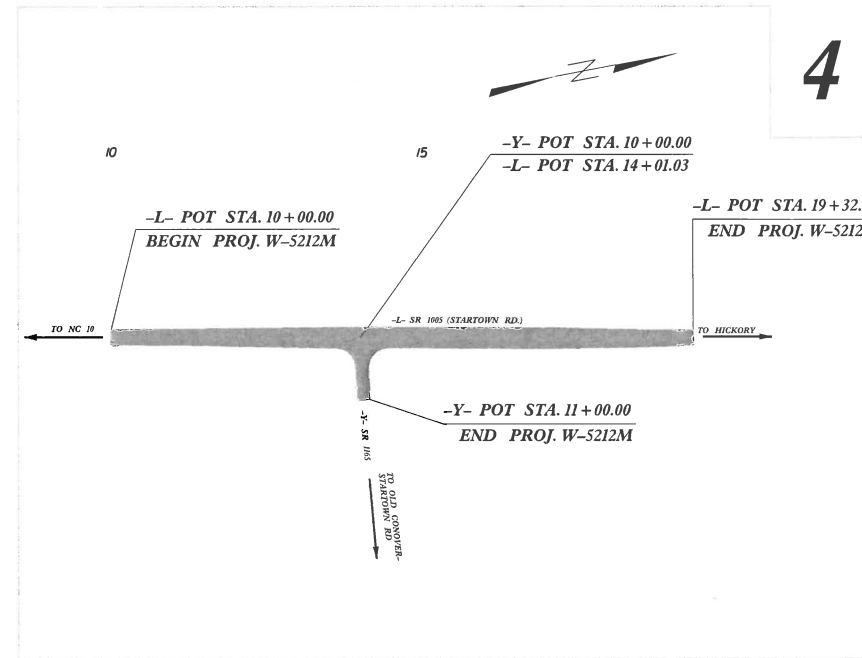 4
10
15
–Y– POT STA. 10+00.00
–L– POT STA. 14+01.03
–L– POT STA. 10+00.00
BEGIN PROJ. W–5212M
–L– POT STA. 19+32.
END PROJ. W–5212
–L– SR 1005 (STARTOWN RD.)
TO NC 10
TO HICKORY
–Y– POT STA. 11+00.00
END PROJ. W–5212M
–Y– SR 1165
TO OLD CONOVER–
STARTOWN RD